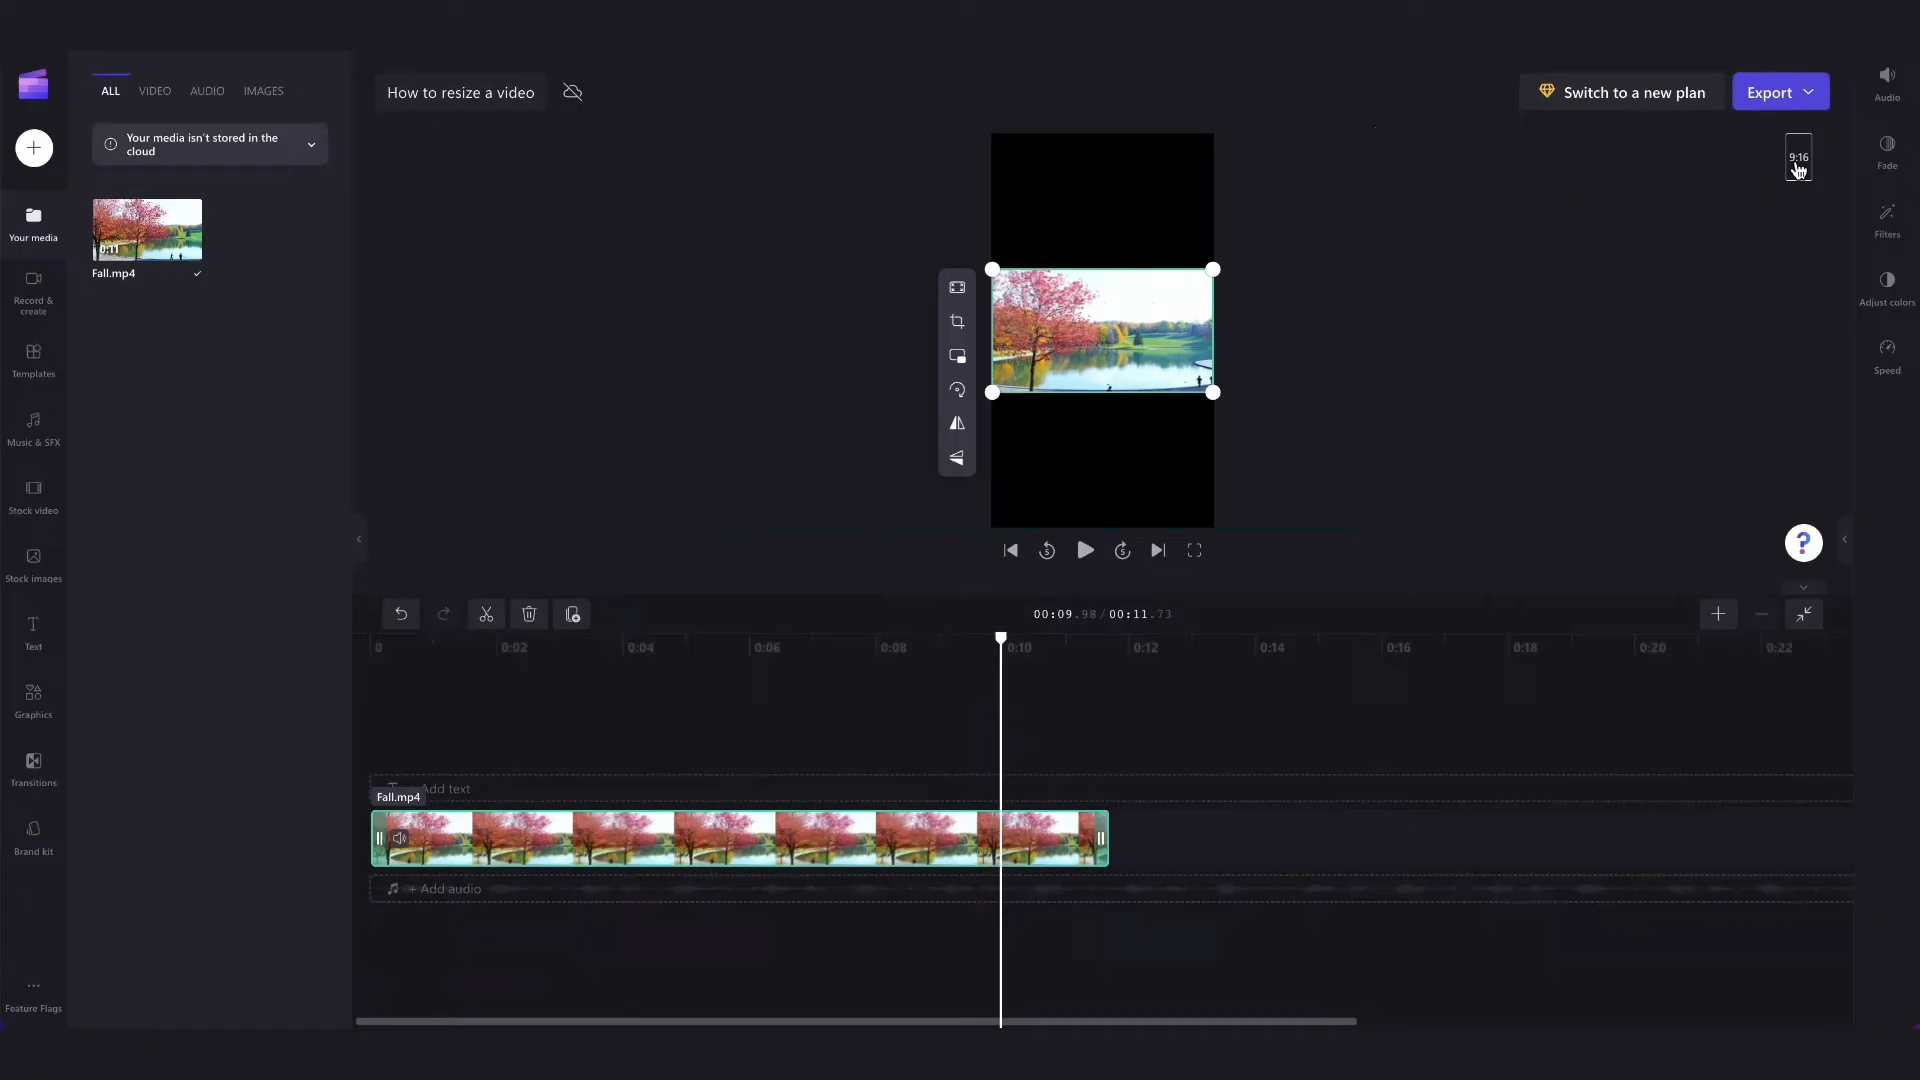 ALL VIDEO AUDIO IMAGES
Your media isn't stored in the
cloud
0:11
Fall.mp4
Your media
Record &
create
Templates
Music & SFX
Stock video
Stock images
Text
Graphics
Transitions
Brand kit
Feature Flags
How to resize a video
Switch to a new plan
Export
9:16
Audio
Fade
Filters
Adjust colors
Speed
5
5
?
00:09.98/00:11.73
0 0:02 0:04 0:06 0:08 0:10 0:12 0:14 0:16 0:18 0:20 0:22
Add text
Fall.mp4
+ Add audio